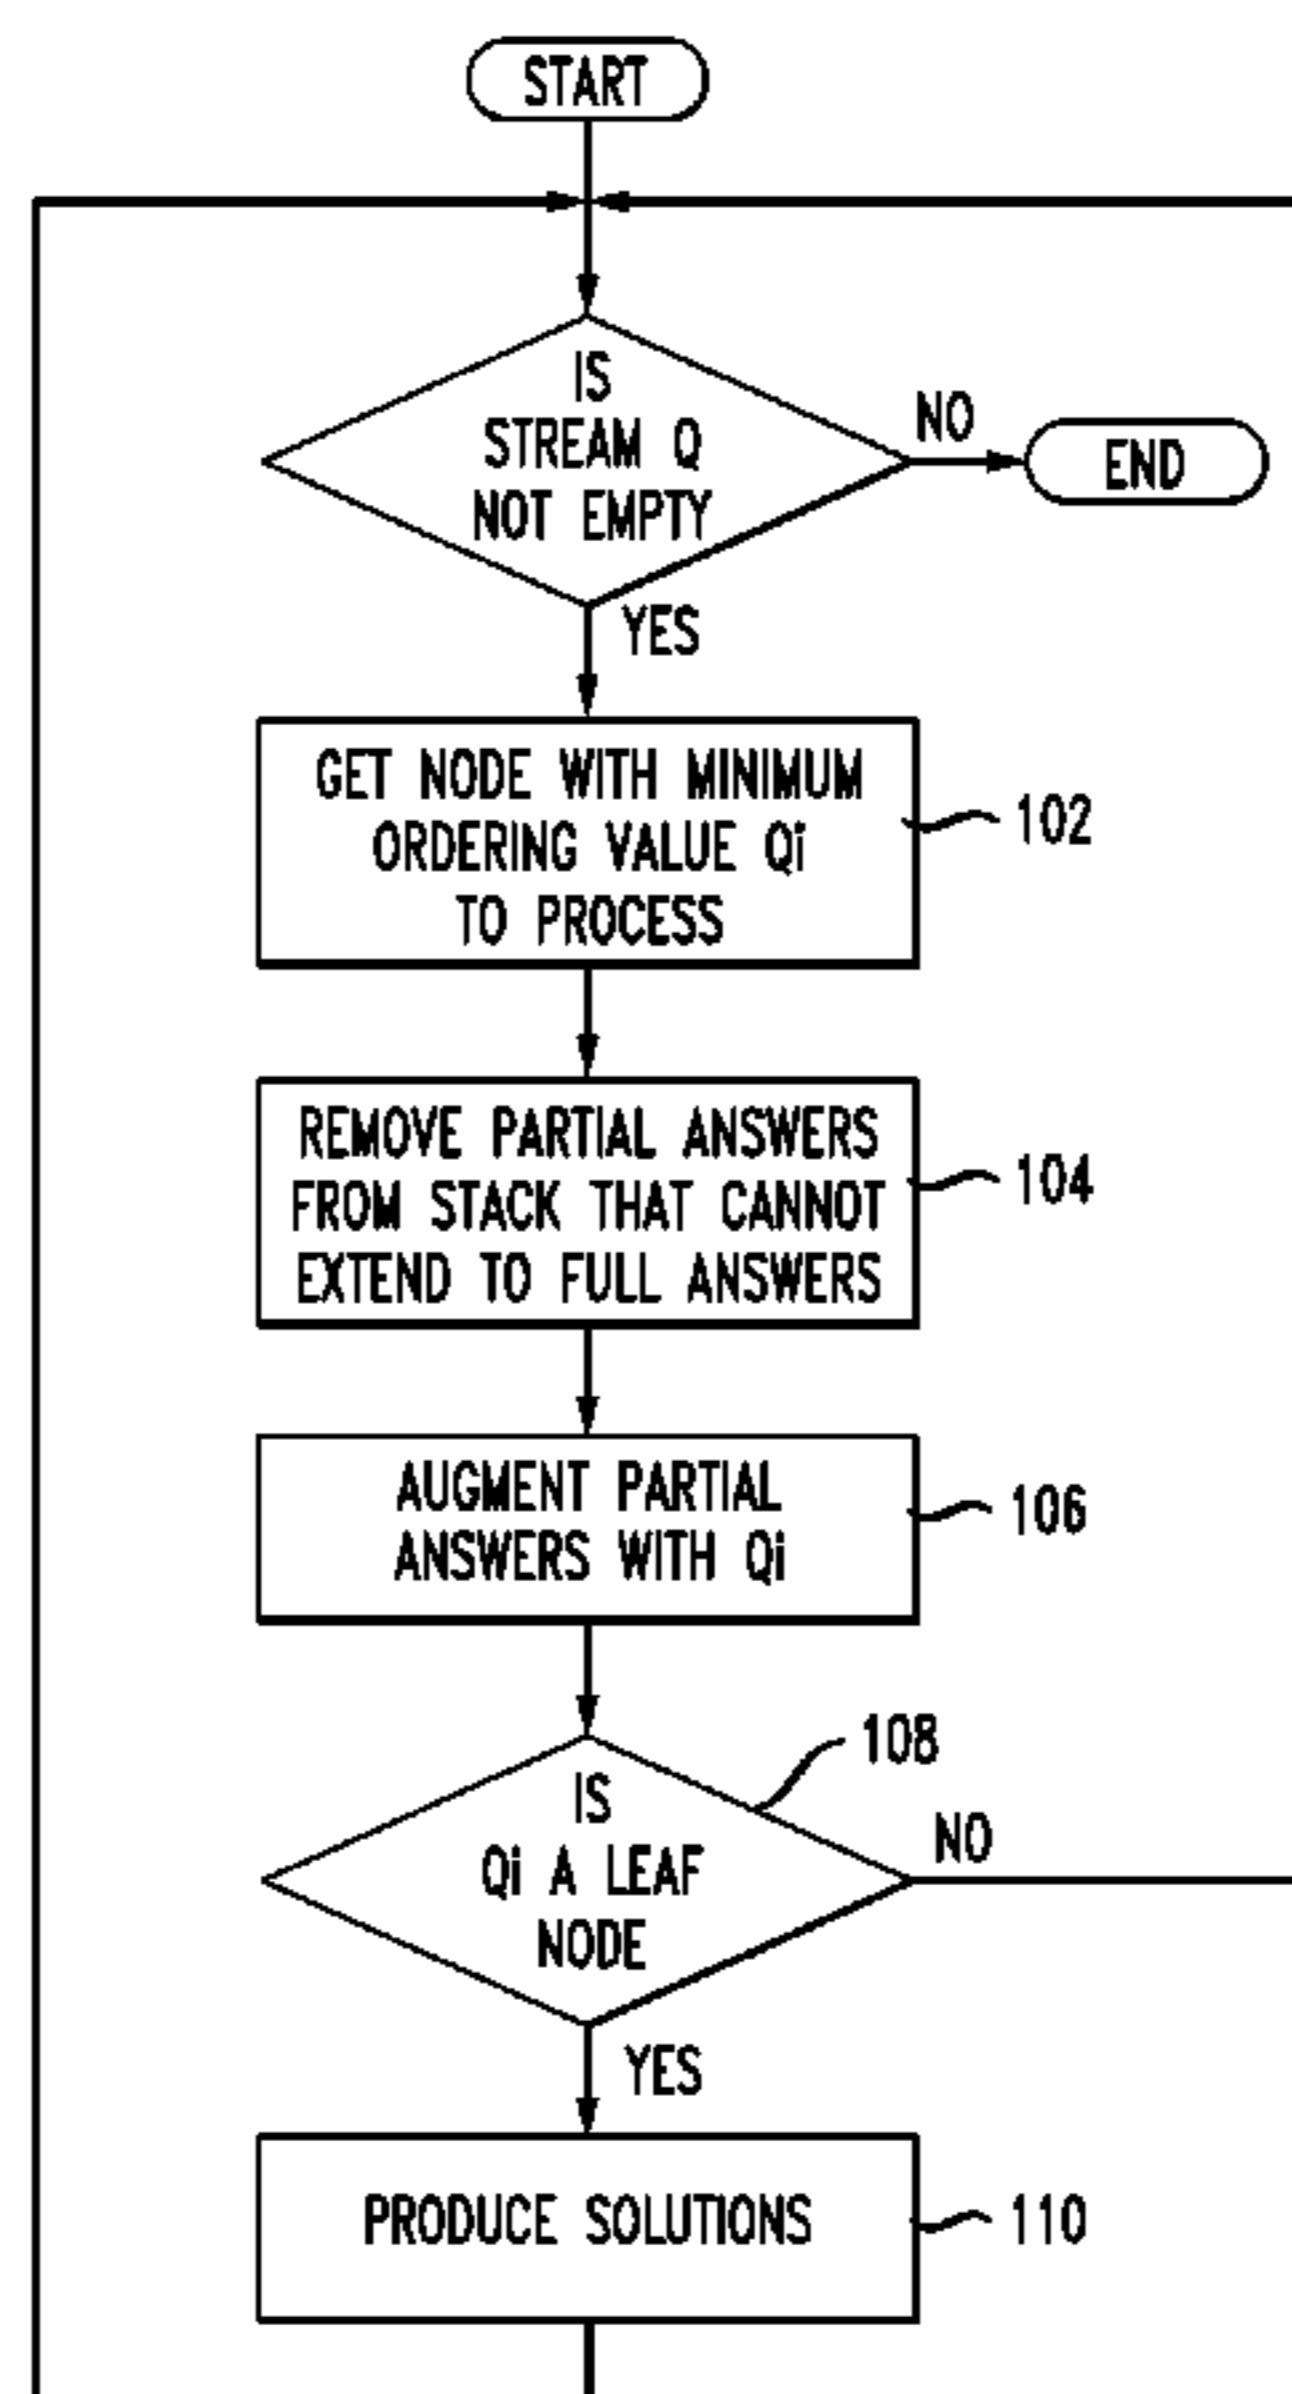 START
IS
STREAM Q
NOT EMPTY
NO
END
YES
GET NODE WITH MINIMUM
ORDERING VALUE Qi
TO PROCESS
102
REMOVE PARTIAL ANSWERS
FROM STACK THAT CANNOT
EXTEND TO FULL ANSWERS
104
AUGMENT PARTIAL
ANSWERS WITH Qi
106
108
IS
Qi A LEAF
NODE
NO
YES
PRODUCE SOLUTIONS
110